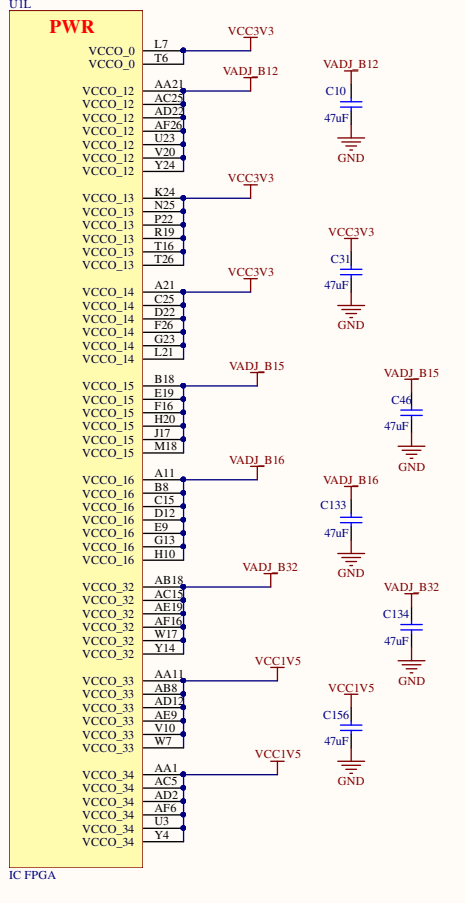 U1L
PWR
VCCO_0 L7 VCC3V3
VCCO_0 T6
VCCO_12 AA21 VADJ_B12
VCCO_12 AC25
VCCO_12 AD22
VCCO_12 AF26
VCCO_12 U23
VCCO_12 V20
VCCO_12 Y24
VADJ_B12
C10
47uF
GND
VCCO_13 K24 VCC3V3
VCCO_13 N25
VCCO_13 P22
VCCO_13 R19
VCCO_13 T16
VCCO_13 T26
VCC3V3
C31
47uF
GND
VCCO_14 A21 VCC3V3
VCCO_14 C25
VCCO_14 D22
VCCO_14 F26
VCCO_14 G23
VCCO_14 L21
VCCO_15 B18 VADJ_B15
VCCO_15 E19
VCCO_15 F16
VCCO_15 H20
VCCO_15 J17
VCCO_15 M18
VADJ_B15
C46
47uF
GND
VCCO_16 A11 VADJ_B16
VCCO_16 B8
VCCO_16 C15
VCCO_16 D12
VCCO_16 E9
VCCO_16 G13
VCCO_16 H10
VADJ_B16
C133
47uF
GND
VCCO_32 AB18 VADJ_B32
VCCO_32 AC15
VCCO_32 AE19
VCCO_32 AF16
VCCO_32 W17
VCCO_32 Y14
VADJ_B32
C134
47uF
GND
VCCO_33 AA11 VCC1V5
VCCO_33 AB8
VCCO_33 AD12
VCCO_33 AE9
VCCO_33 V10
VCCO_33 W7
VCC1V5
C156
47uF
GND
VCCO_34 AA1 VCC1V5
VCCO_34 AC5
VCCO_34 AD2
VCCO_34 AF6
VCCO_34 U3
VCCO_34 Y4
IC FPGA